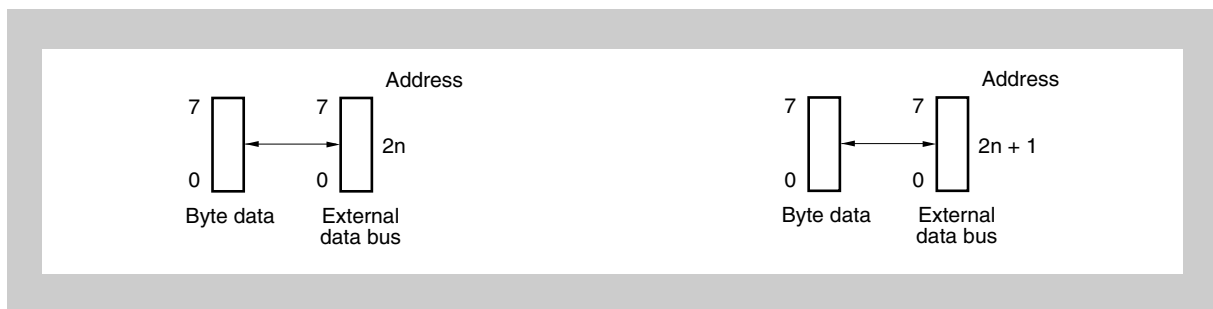 Address
7
7
2n
0
0
Byte data
External
data bus
Address
7
7
2n + 1
0
0
Byte data
External
data bus